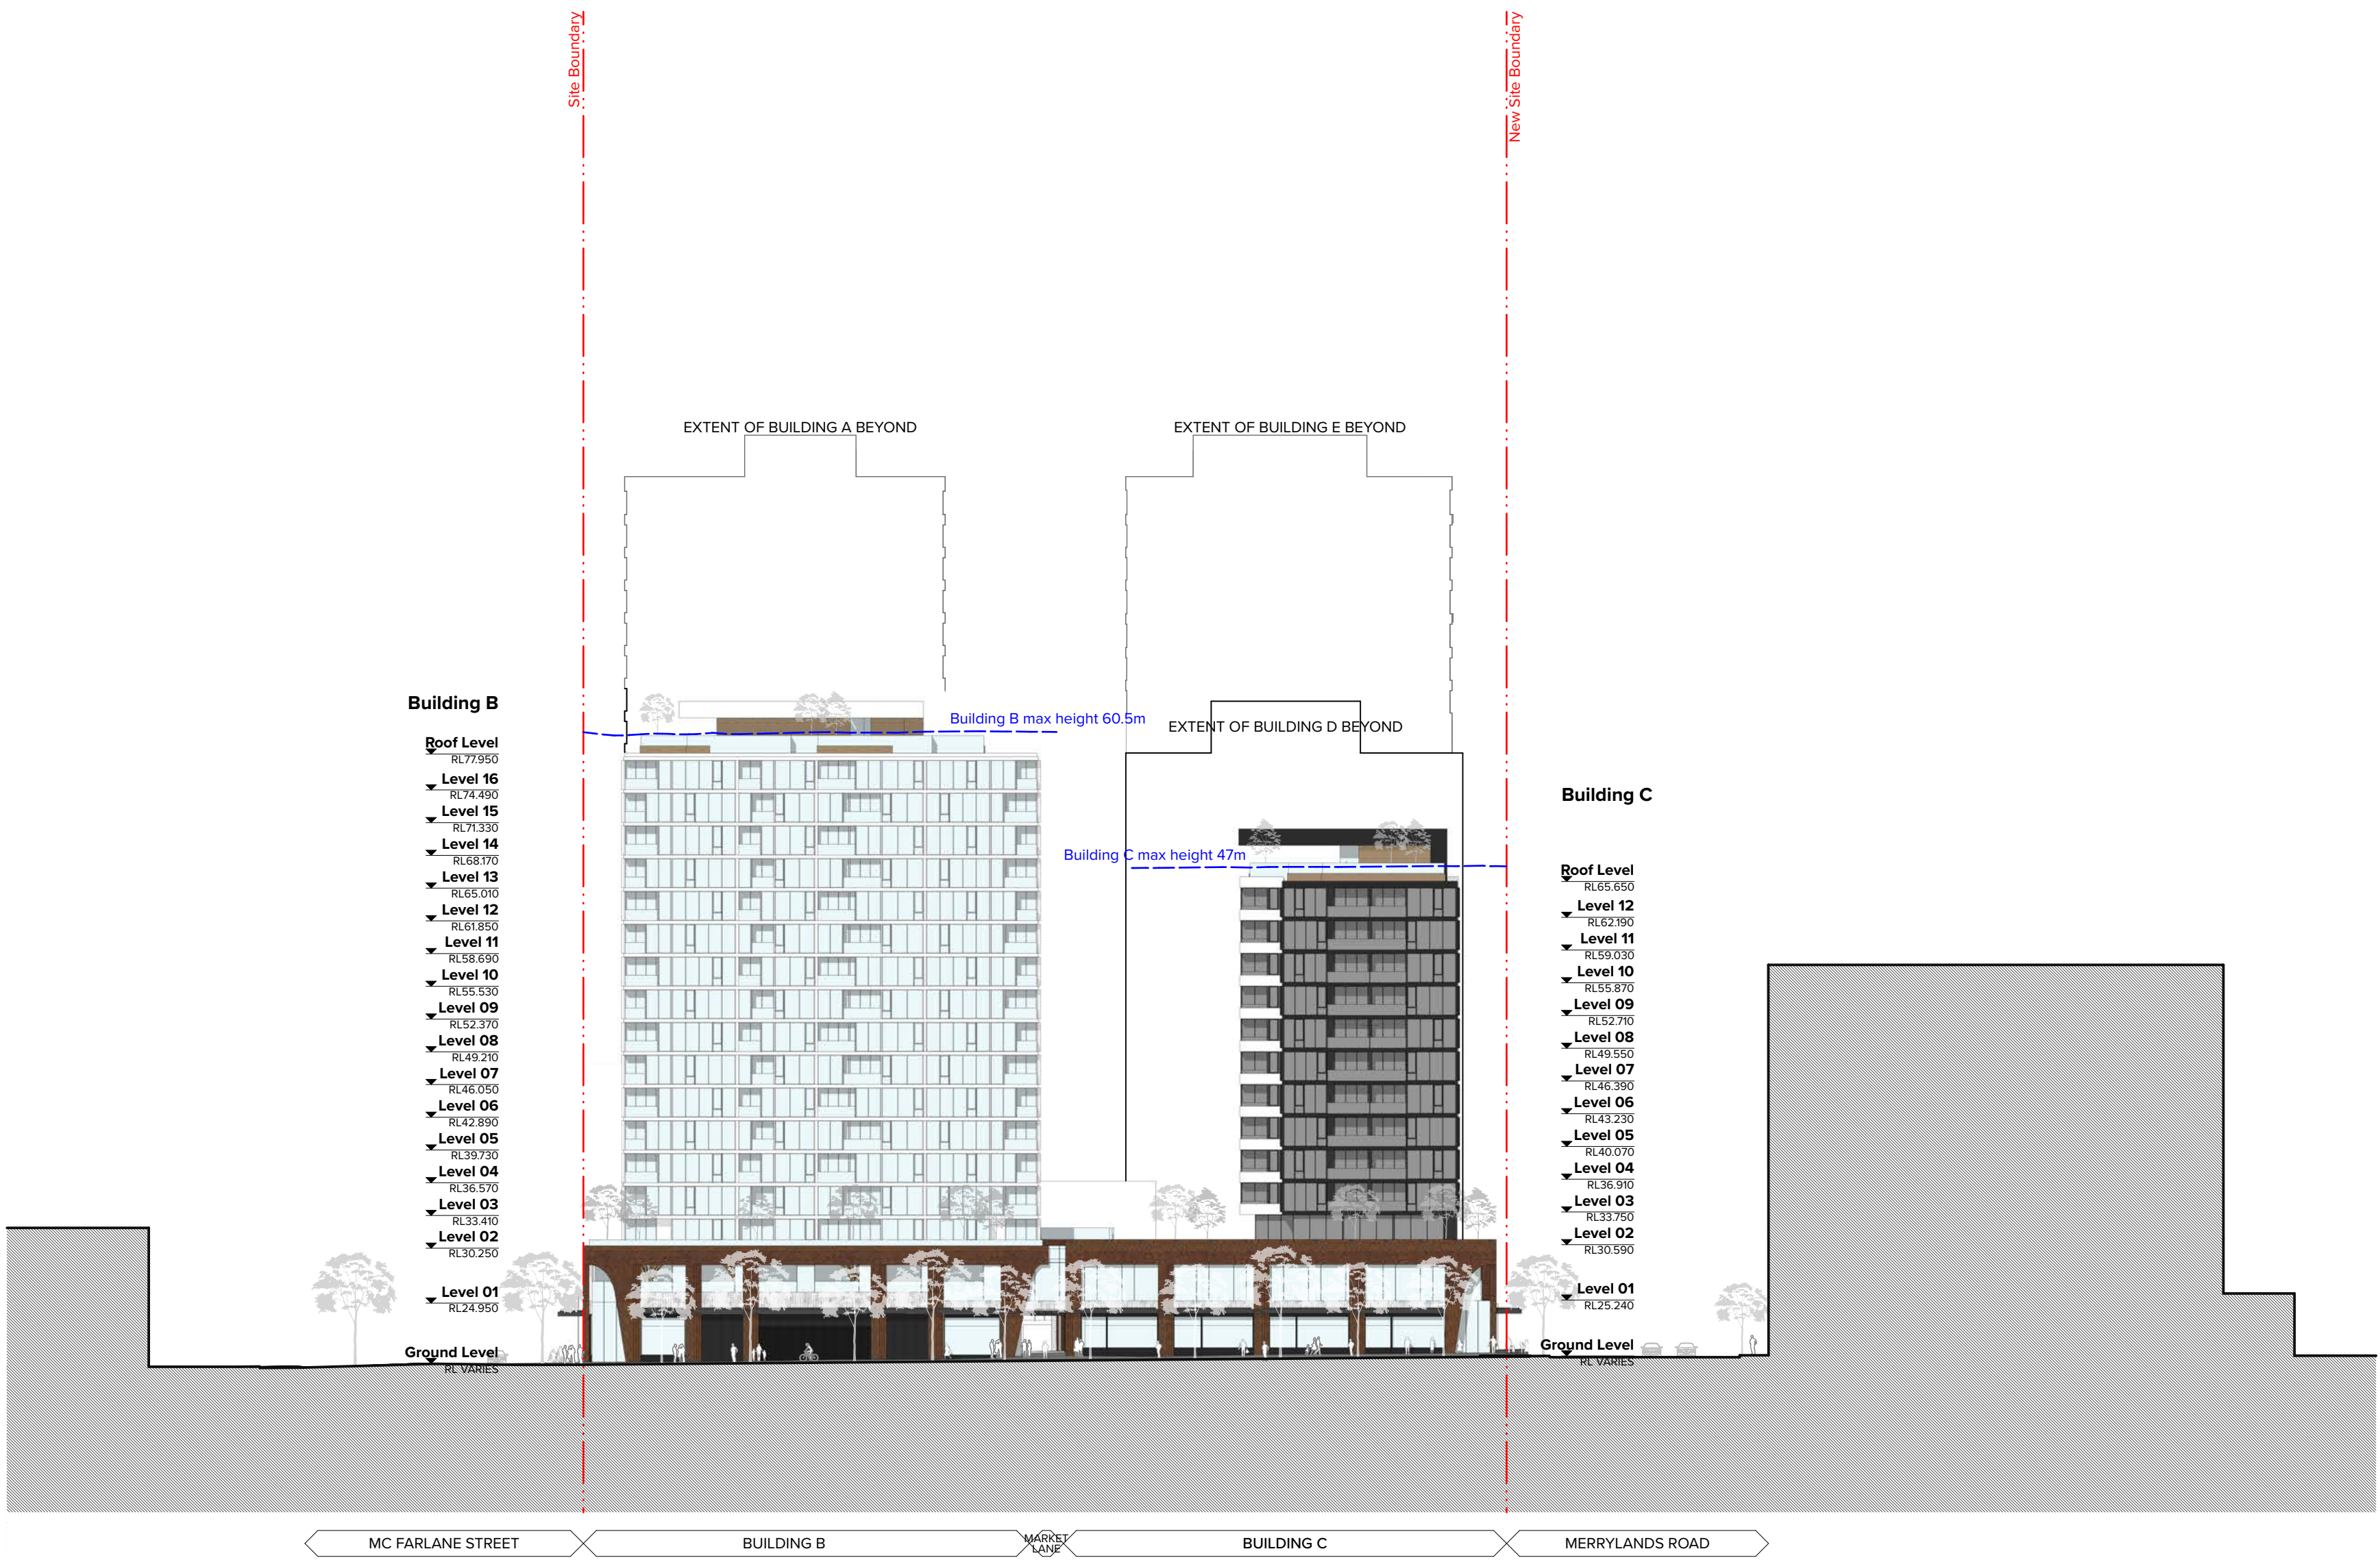 Site Boundary
New Site Boundary
EXTENT OF BUILDING A BEYOND
EXTENT OF BUILDING E BEYOND
Building B
Building B max height 60.5m
EXTENT OF BUILDING D BEYOND
Roof Level
RL77.950
Level 16
RL74.490
Level 15
RL71.330
Level 14
RL68.170
Level 13
RL65.010
Level 12
RL61.850
Level 11
RL58.690
Level 10
RL55.530
Level 09
RL52.370
Level 08
RL49.210
Level 07
RL46.050
Level 06
RL42.890
Level 05
RL39.730
Level 04
RL36.570
Level 03
RL33.410
Level 02
RL30.250
Level 01
RL24.950
Ground Level
RL VARIES
Building C
Building C max height 47m
Roof Level
RL65.650
Level 12
RL62.190
Level 11
RL59.030
Level 10
RL55.870
Level 09
RL52.710
Level 08
RL49.550
Level 07
RL46.390
Level 06
RL43.230
Level 05
RL40.070
Level 04
RL36.910
Level 03
RL33.750
Level 02
RL30.590
Level 01
RL25.240
Ground Level
RL VARIES
MC FARLANE STREET
BUILDING B
MARKET
LANE
BUILDING C
MERRYLANDS ROAD